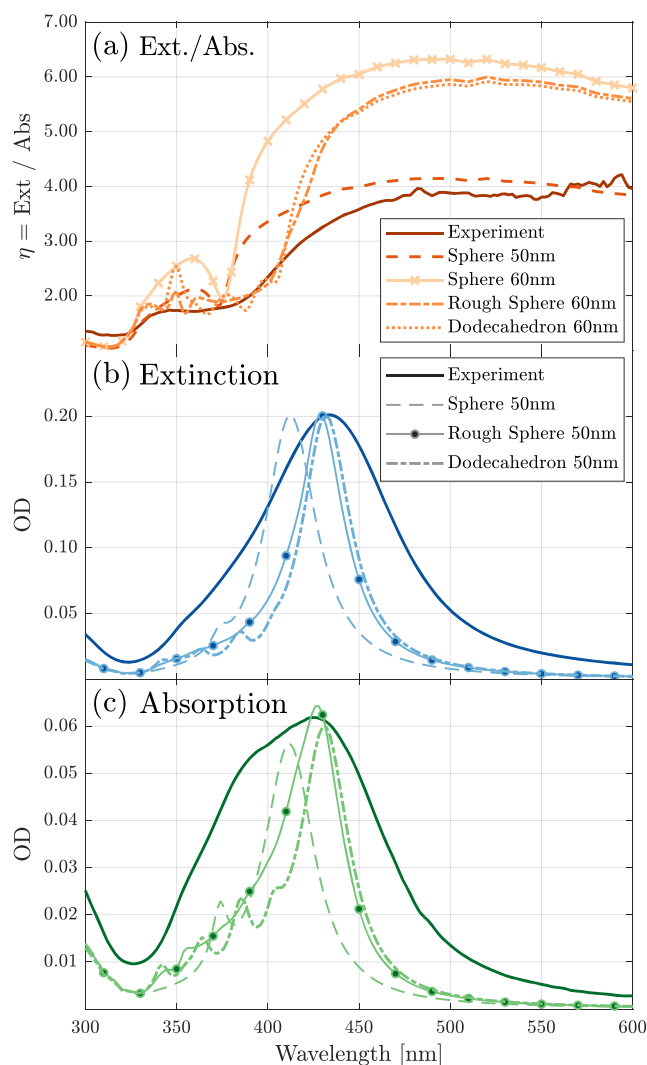 7.00
(a) Ext./Abs.
6.00
5.00
4.00
3.00
2.00
η = Ext / Abs
Experiment
Sphere 50nm
Sphere 60nm
Rough Sphere 60nm
Dodecahedron 60nm
(b) Extinction
Experiment
Sphere 50nm
Rough Sphere 50nm
Dodecahedron 50nm
0.20
0.15
0.10
0.05
OD
(c) Absorption
0.06
0.05
0.04
0.03
0.02
0.01
OD
300 350 400 450 500 550 600
Wavelength [nm]